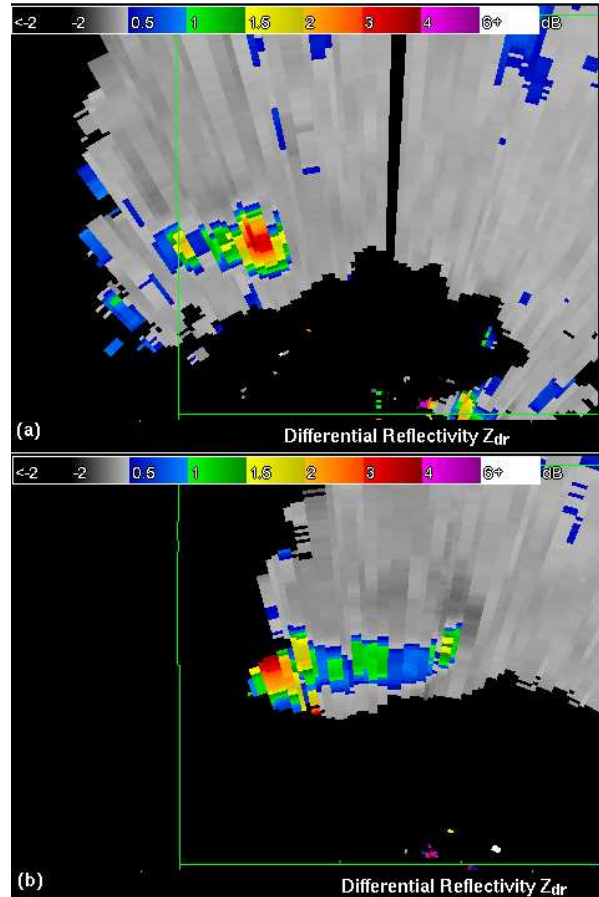 <-2 -2 0.5 1 1.5 2 3 4 6+ dB
(a)
Differential Reflectivity Zdr
<-2 -2 0.5 1 1.5 2 3 4 6+ dB
(b)
Differential Reflectivity Zdr